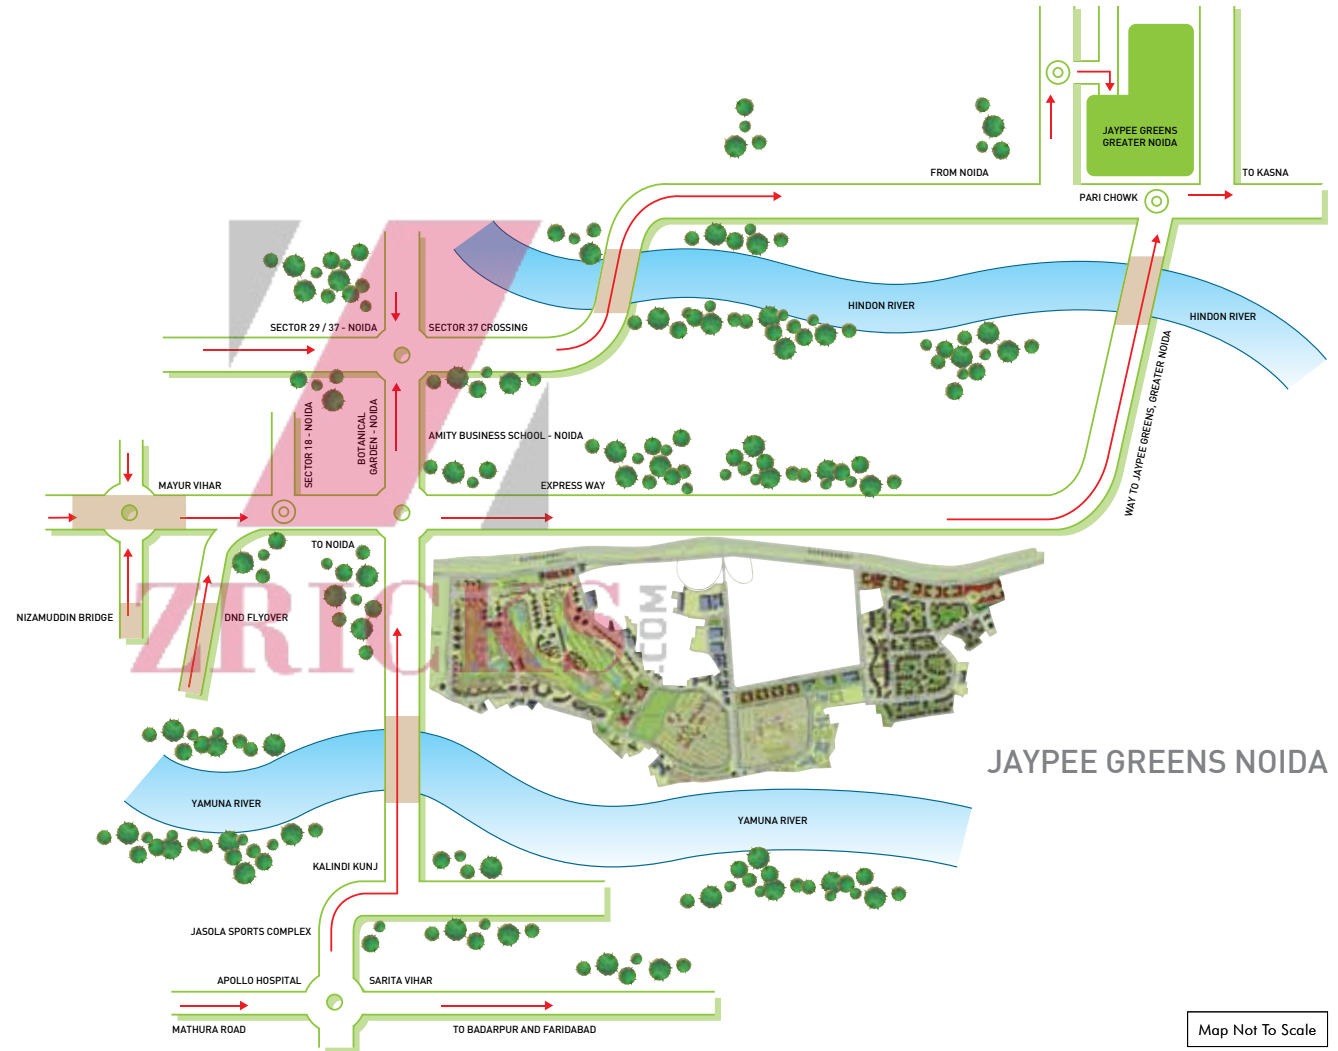 JAYPEE GREENS
GREATER NOIDA
FROM NOIDA
TO KASNA
PARI CHOWK
HINDON RIVER
HINDON RIVER
SECTOR 29 / 37 - NOIDA
SECTOR 37 CROSSING
WAY TO JAYPEE GREENS, GREATER NOIDA
SECTOR 18 - NOIDA
BOTANICAL
GARDEN - NOIDA
AMITY BUSINESS SCHOOL - NOIDA
MAYUR VIHAR
EXPRESS WAY
TO NOIDA
NIZAMUDDIN BRIDGE
DND FLYOVER
ZRICKS
.COM
JAYPEE GREENS NOIDA
YAMUNA RIVER
YAMUNA RIVER
KALINDI KUNJ
JASOLA SPORTS COMPLEX
APOLLO HOSPITAL
SARITA VIHAR
MATHURA ROAD
TO BADARPUR AND FARIDABAD
Map Not To Scale